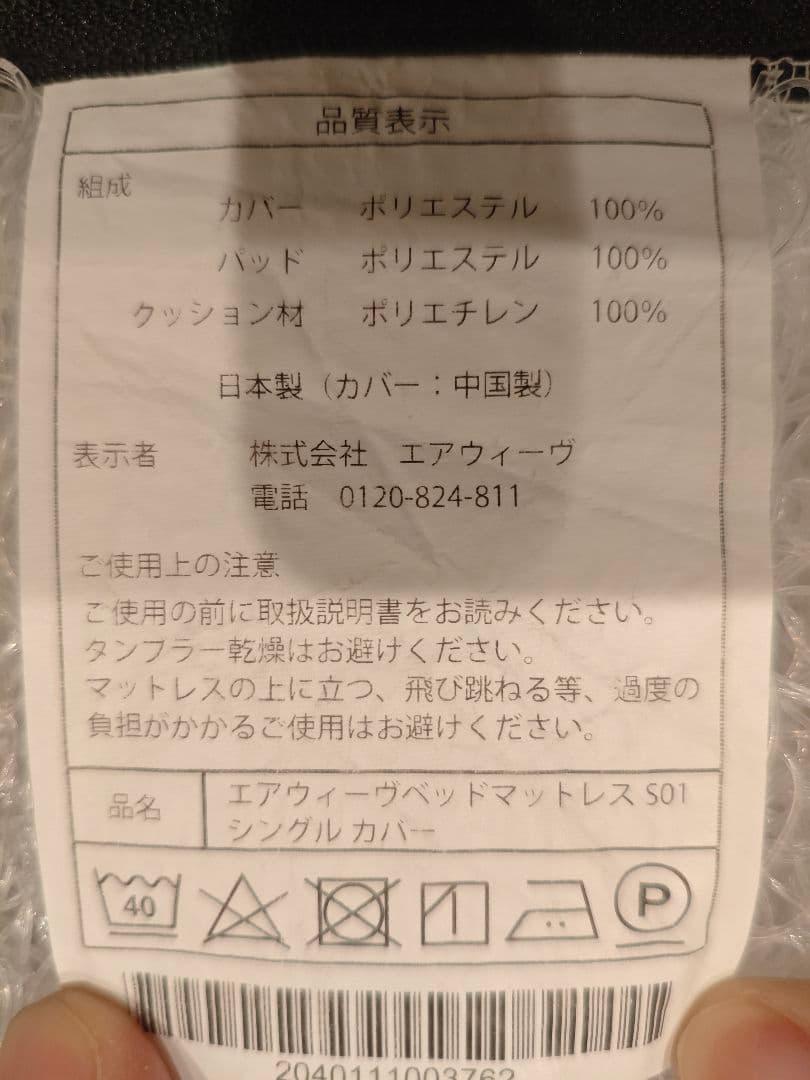 品質表示
組成
カバー ポリエステル 100%
パッド ポリエステル 100%
クッション材 ポリエチレン 100%
日本製（カバー：中国製）
表示者 株式会社 エアウィーヴ
電話 0120-824-811
ご使用上の注意
ご使用の前に取扱説明書をお読みください。
タンブラー乾燥はお避けください。
マットレスの上に立つ、飛び跳ねる等、過度の
負担がかかるご使用はお避けください。
品名 エアウィーヴベッドマットレス S01
シングル カバー
40 P
2040111003762